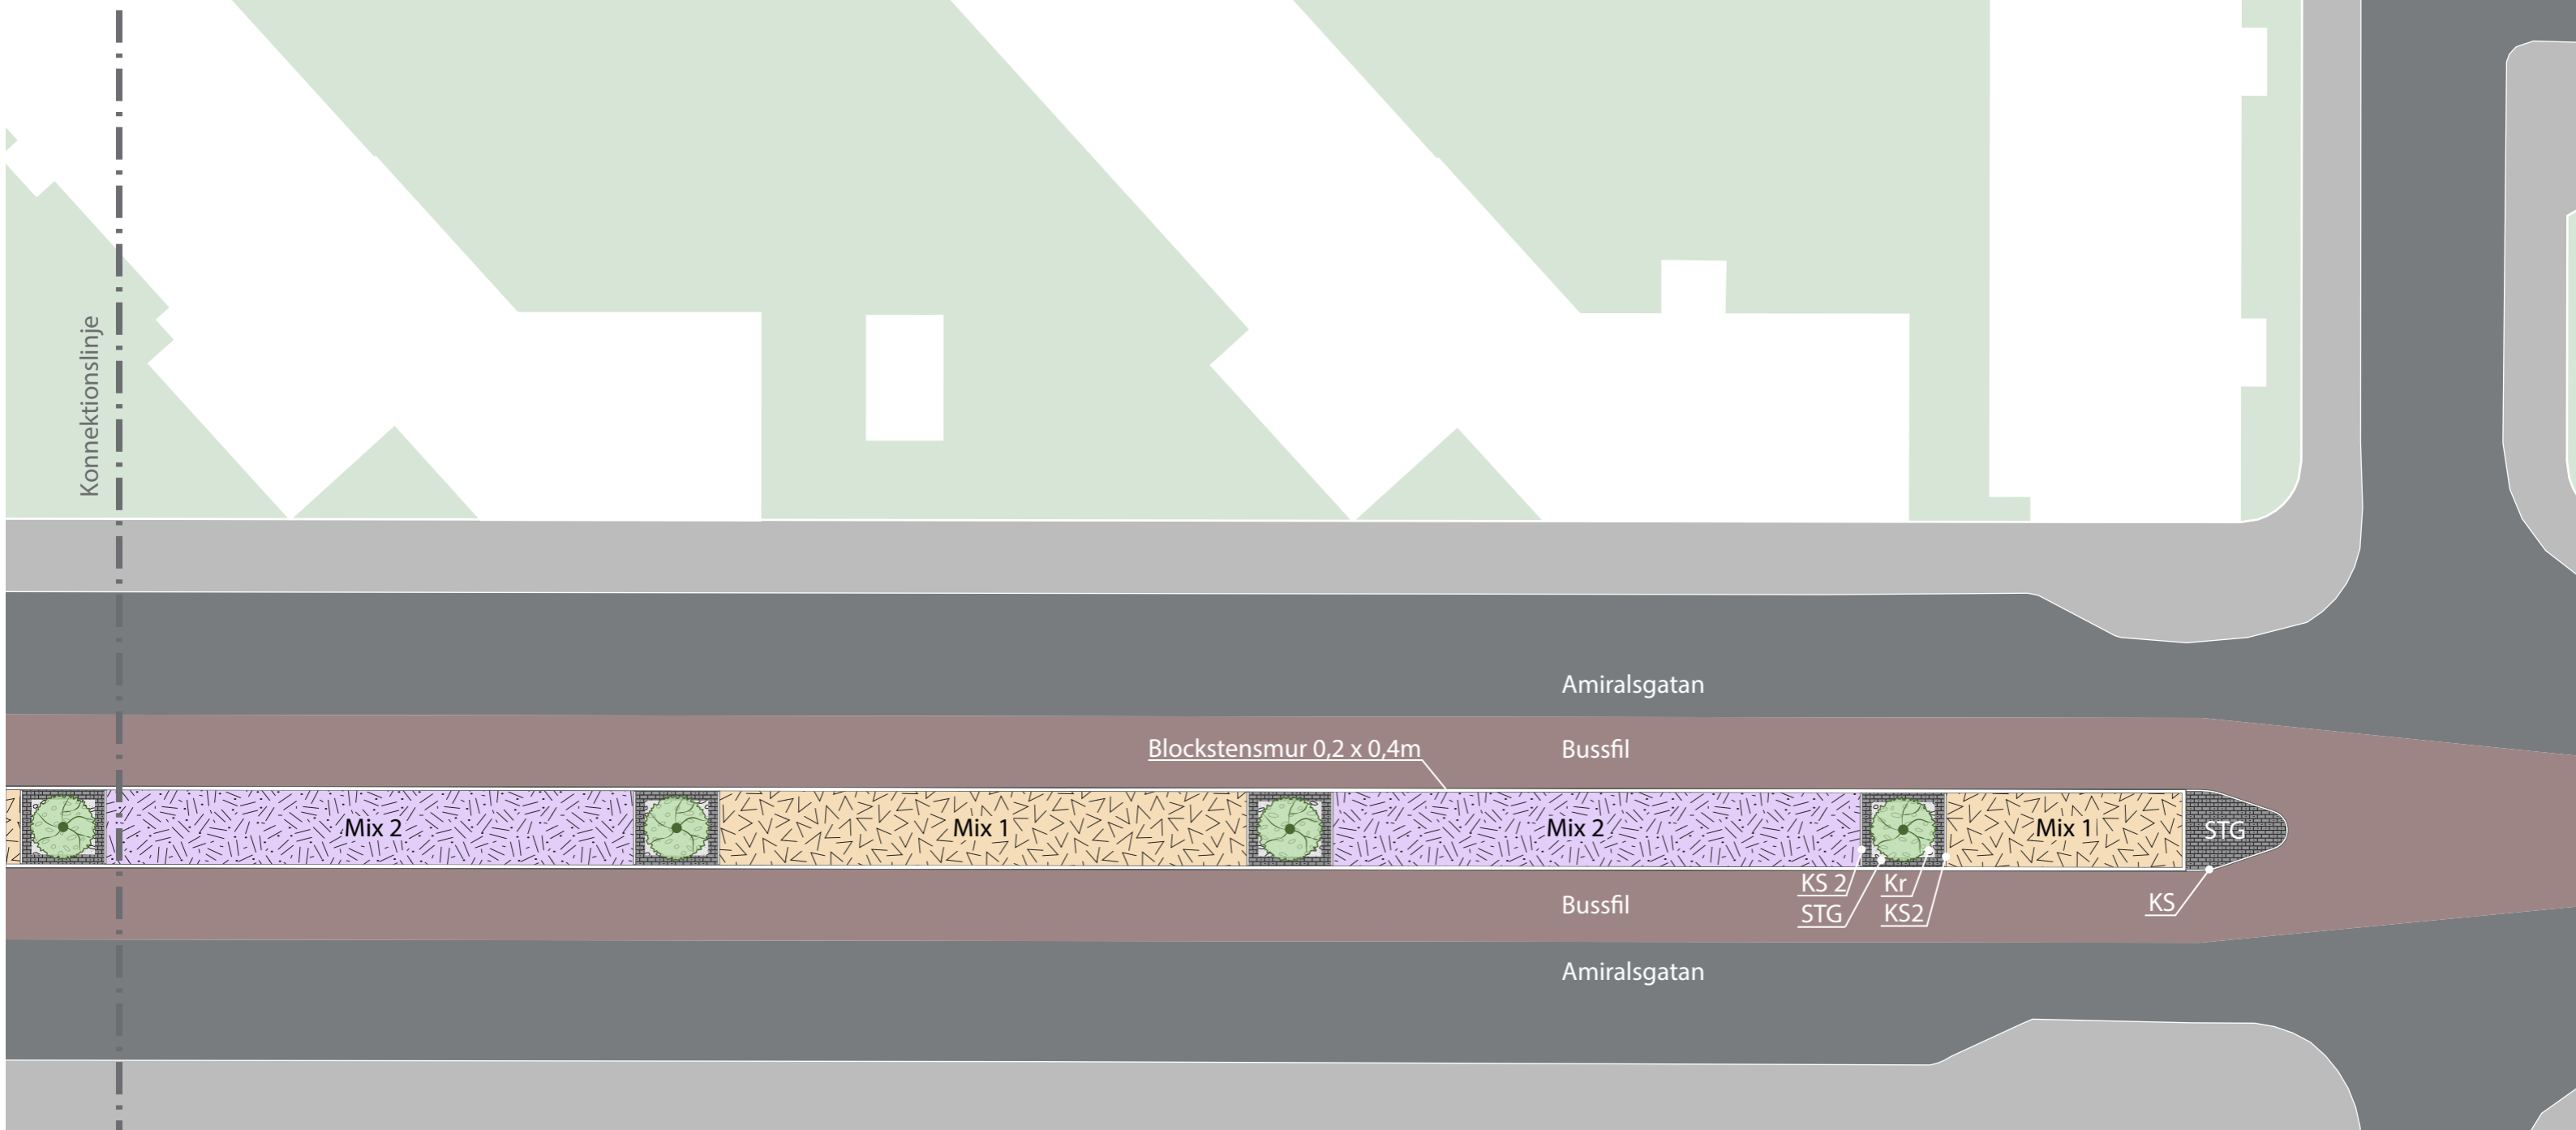 Konnektionslinje
Amiralsgatan
Blockstensmur 0,2 x 0,4m
Bussfil
Mix 2
Mix 1
Mix 2
Mix 1
STG
KS 2
Kr
STG
KS2
KS
Bussfil
Amiralsgatan